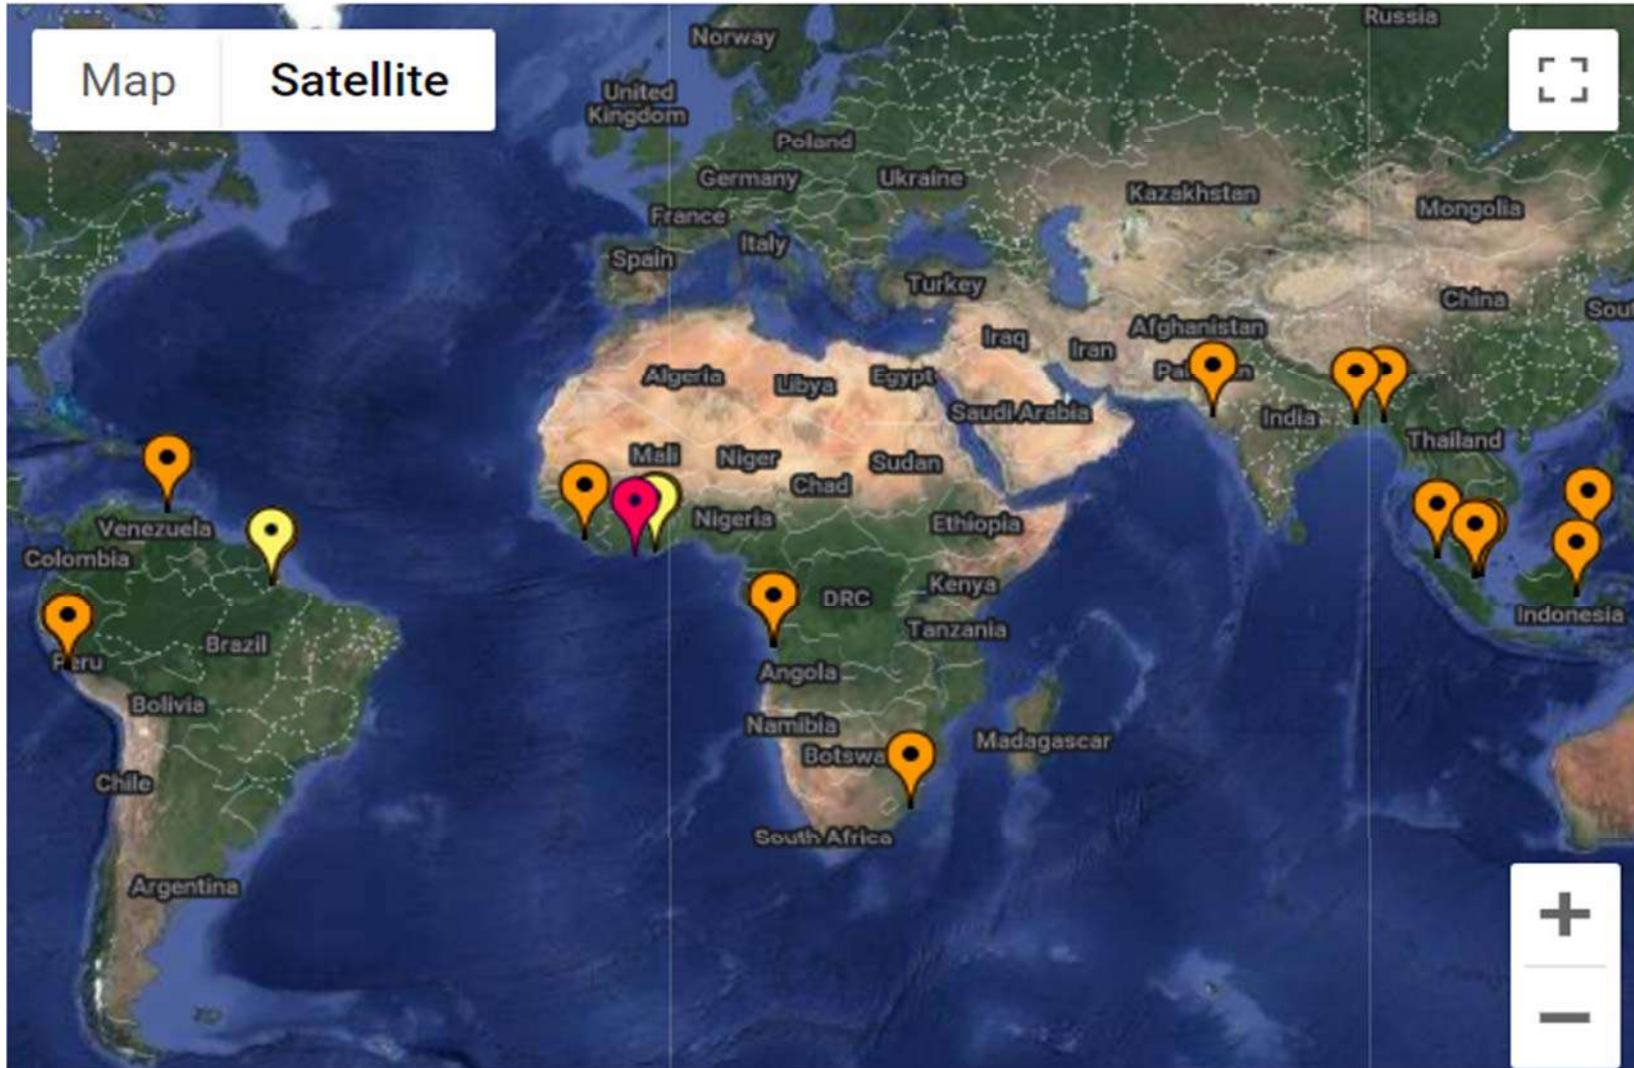 Russia
Norway
Map
Satellite
United
Kingdom
Poland
Germany
Ukraine
Kazakhstan
France
Mongolia
Italy
Spain
Turkey
China
Sou
Afghanistan
Iraq
Iran
Algeria
Libya
Egypt
Saudi Arabia
India
Thailand
Mali
Niger
Sudan
Chad
Venezuela
Nigeria
Ethiopia
Colombia
Kenya
DRC
Indonesia
Tanzania
Brazil
Peru
Angola
Bolivia
Namibia
Botswa
Madagascar
Chile
South Africa
Argentina
+
−